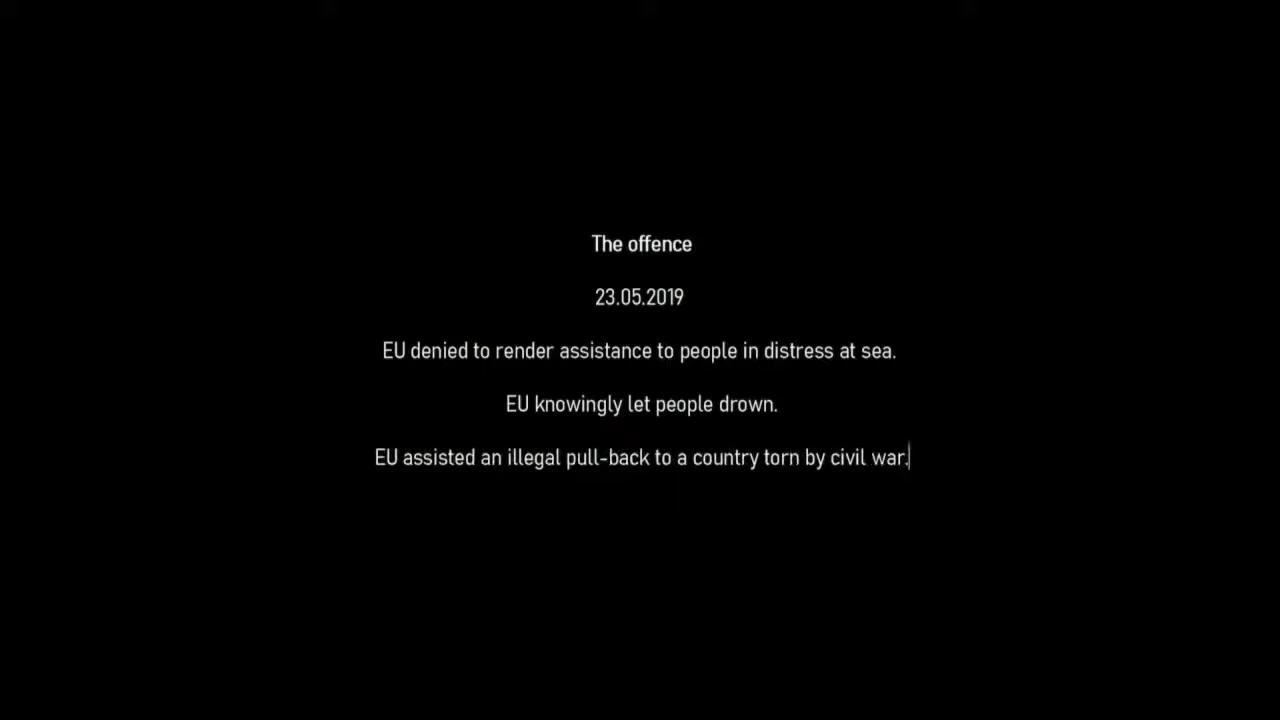 The offence
23.05.2019
EU denied to render assistance to people in distress at sea.
EU knowingly let people drown.
EU assisted an illegal pull-back to a country torn by civil war.